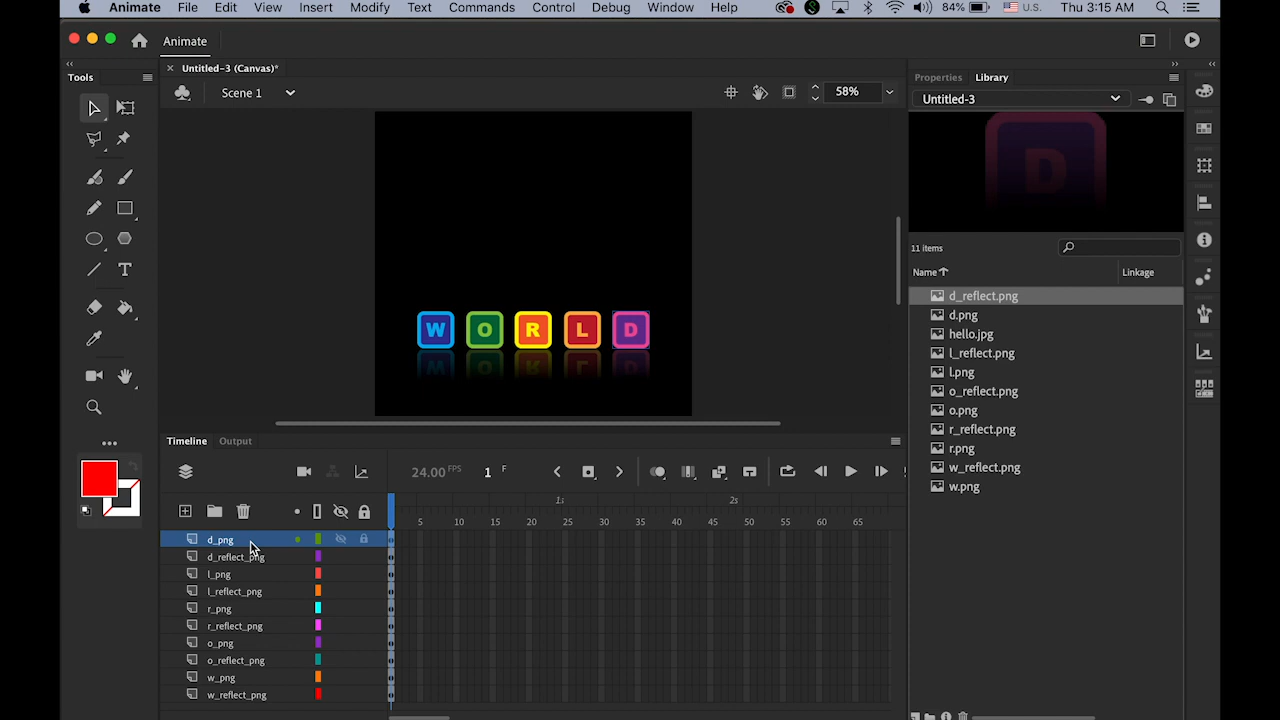 Animate File Edit View Insert Modify Text Commands Control Debug Window Help 84% U.S. Thu 3:15 AM
Animate
Tools
Untitled-3 (Canvas)*
Properties Library
Scene 1
58%
Untitled-3
D
11 items
Name Linkage
d_reflect.png
d.png
hello.jpg
l_reflect.png
l.png
o_reflect.png
o.png
r_reflect.png
r.png
w_reflect.png
w.png
W O R L D
W O R L D
Timeline Output
24.00 FPS 1 F
1s 2s
5 10 15 20 25 30 35 40 45 50 55 60 65
d_png
d_reflect_png
l_png
l_reflect_png
r_png
r_reflect_png
o_png
o_reflect_png
w_png
w_reflect_png